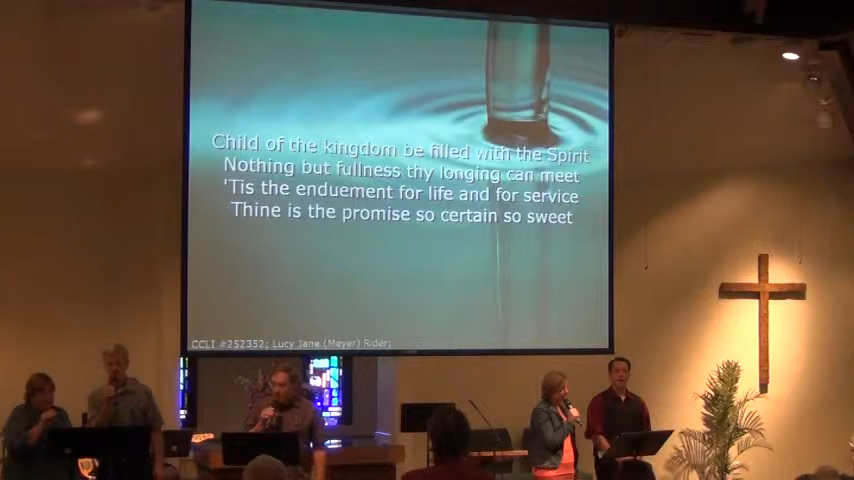 Child of the kingdom be filled with the Spirit
Nothing but fullness thy longing can meet
'Tis the enduement for life and for service
Thine is the promise so certain so sweet
CCLI #252352; Lucy Jane (Meyer) Rider;